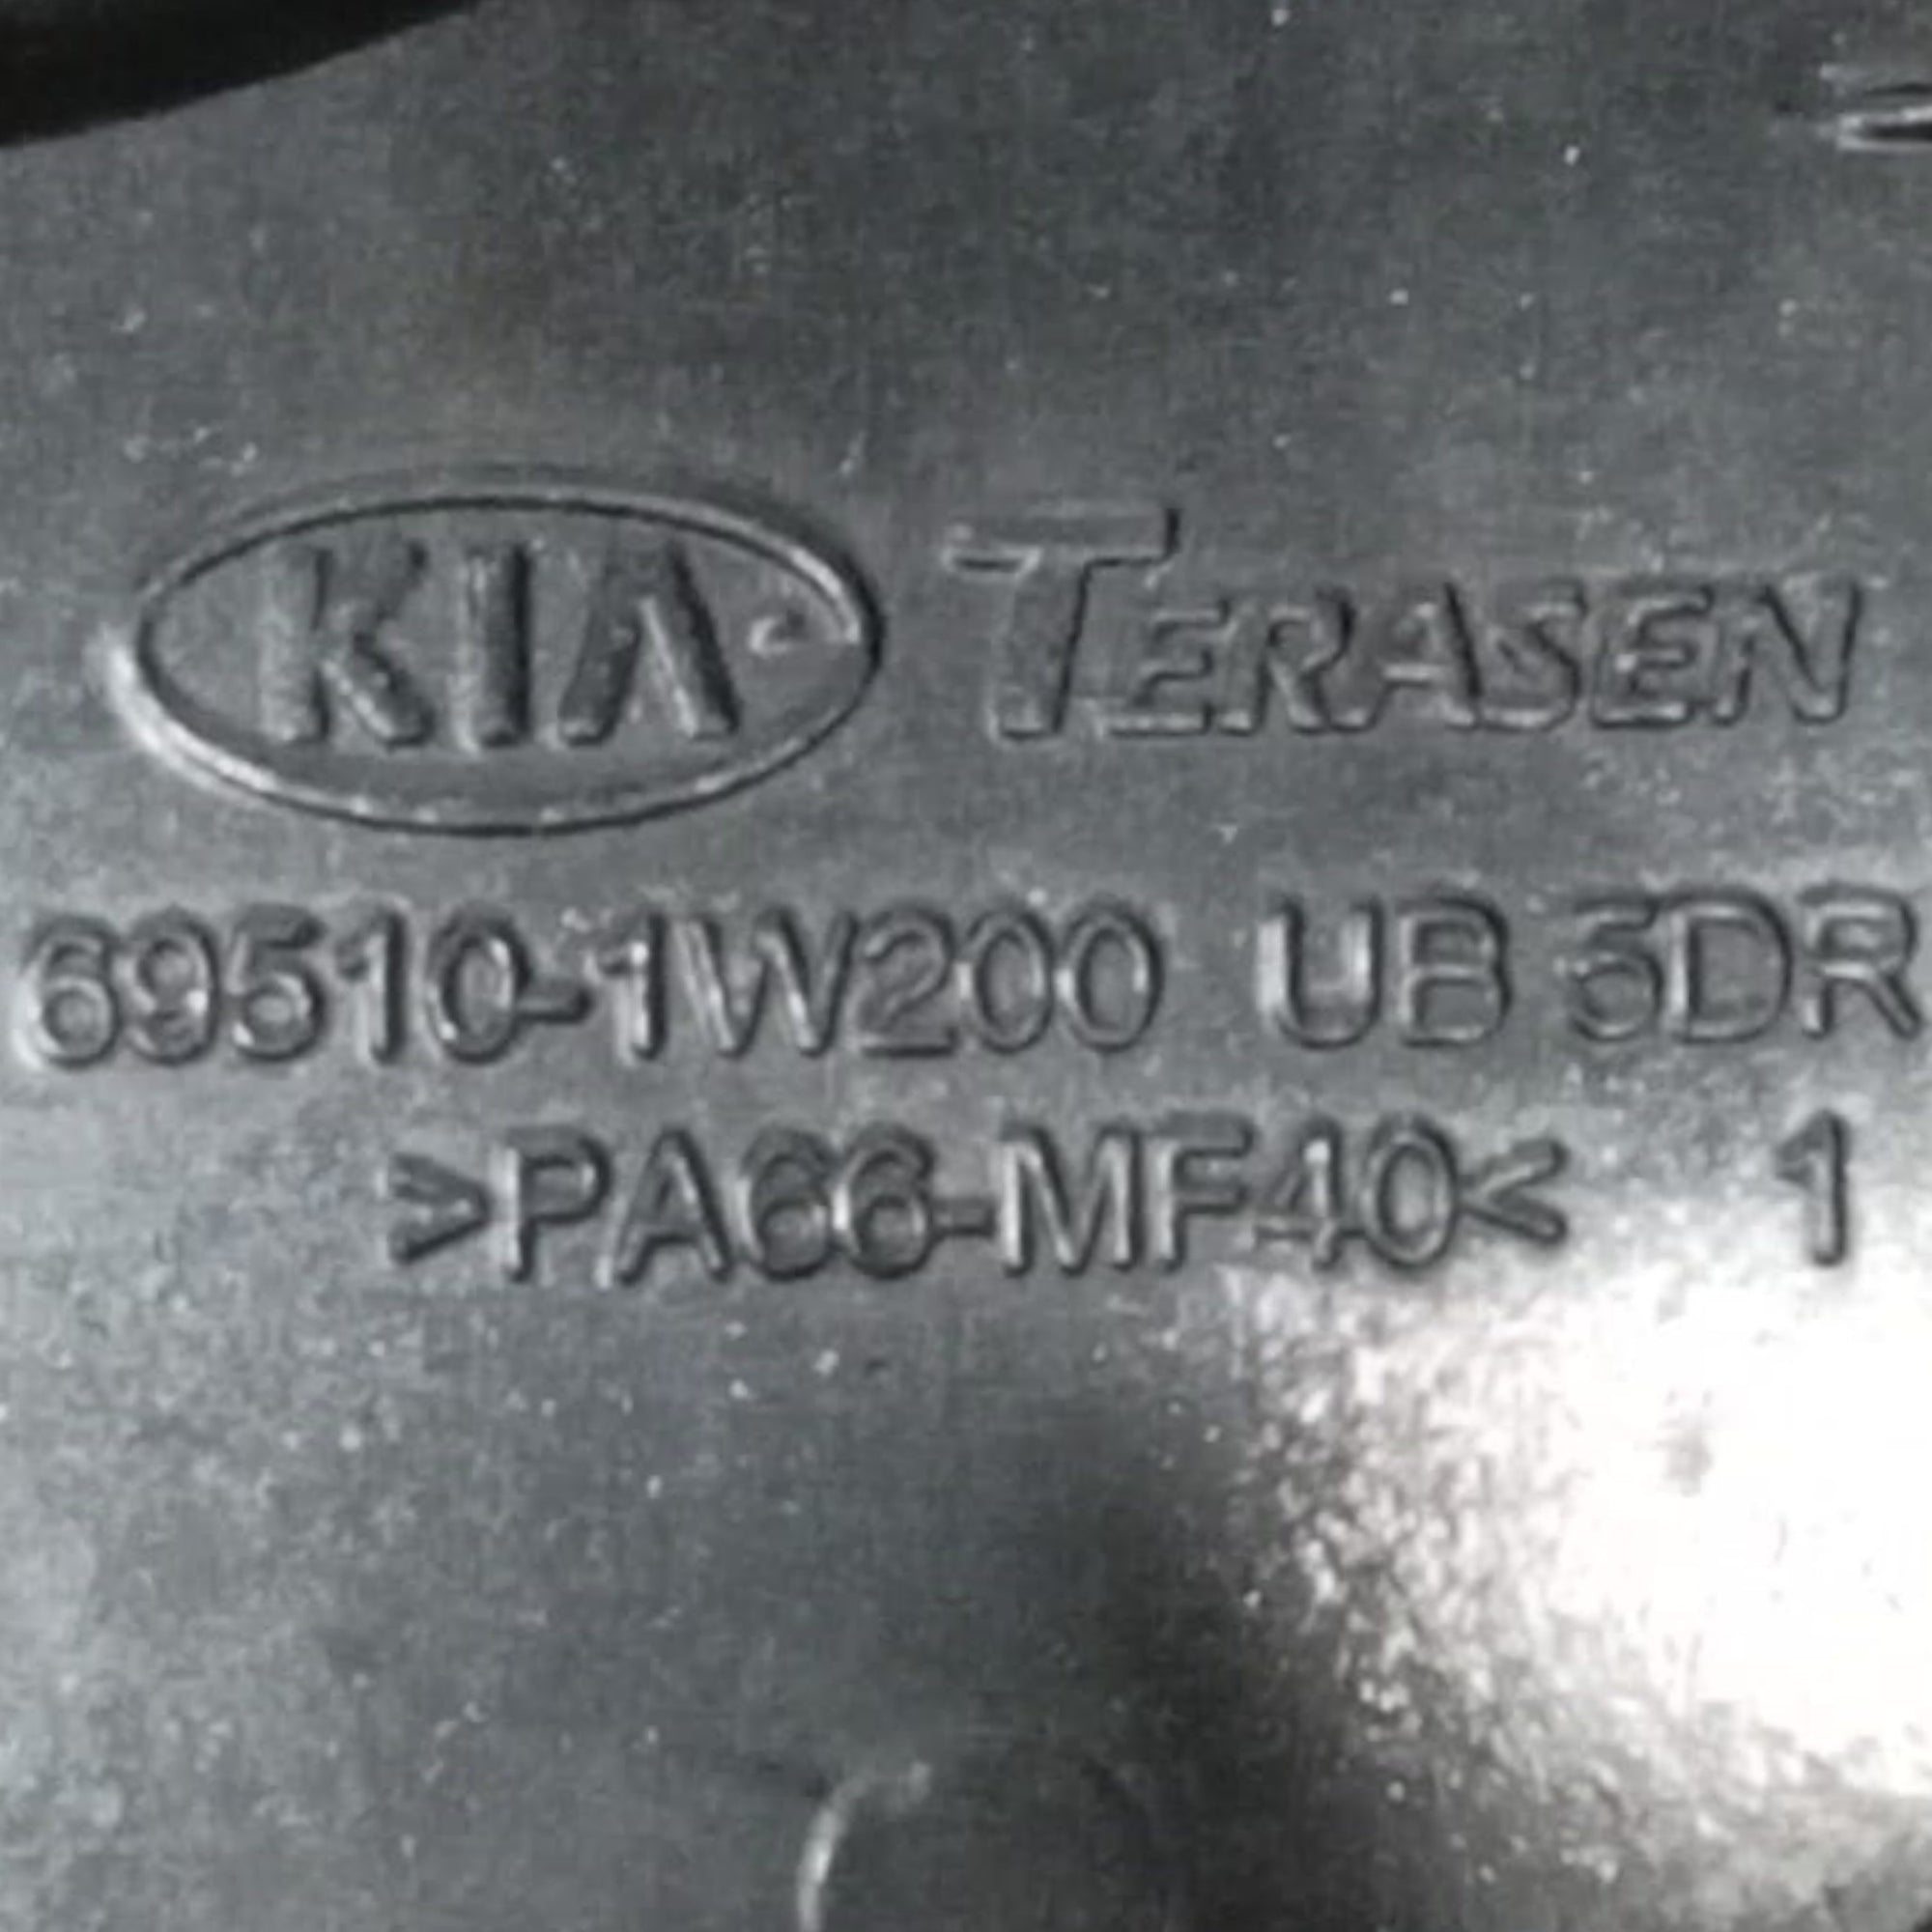 KIA TERASEN
69510-1W200 UB 5DR
>PA66-MF40< 1